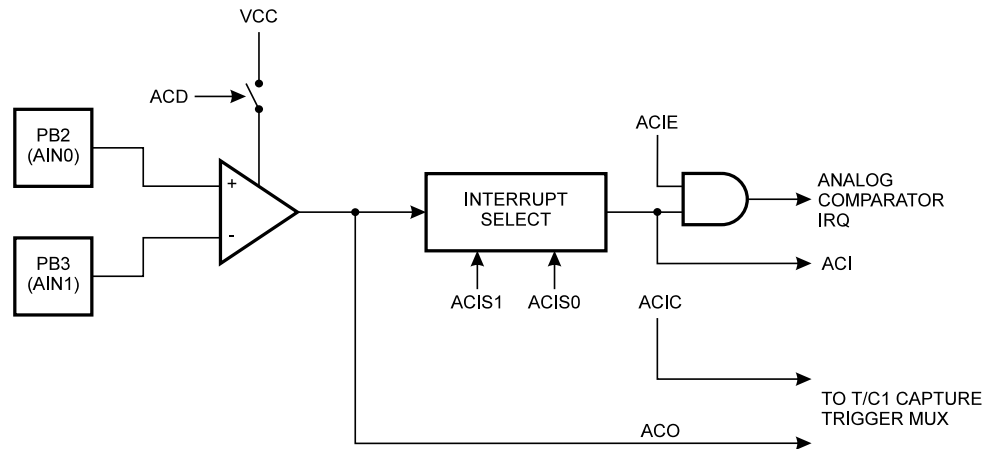 VCC
ACD
PB2
(AIN0)
+
-
PB3
(AIN1)
INTERRUPT
SELECT
ACIS1 ACIS0
ACIE
ANALOG
COMPARATOR
IRQ
ACI
ACIC
TO T/C1 CAPTURE
TRIGGER MUX
ACO